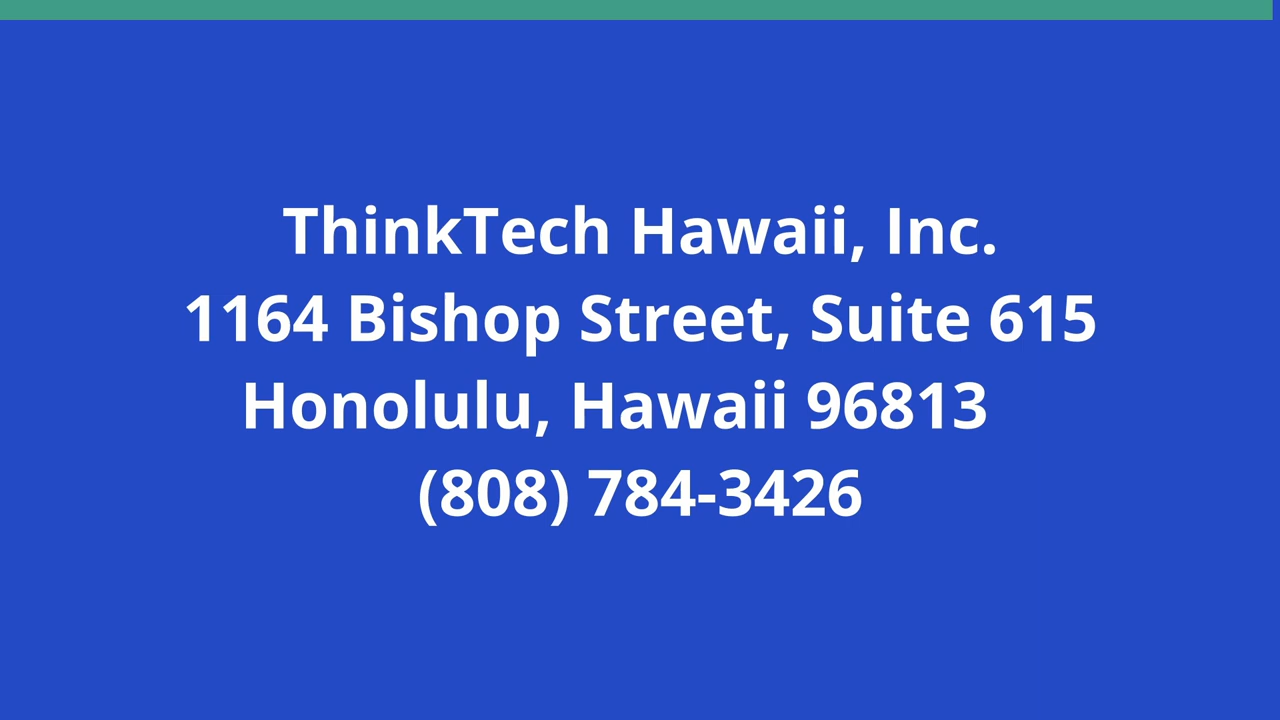 ThinkTech Hawaii, Inc.
1164 Bishop Street, Suite 615
Honolulu, Hawaii 96813
(808) 784-3426